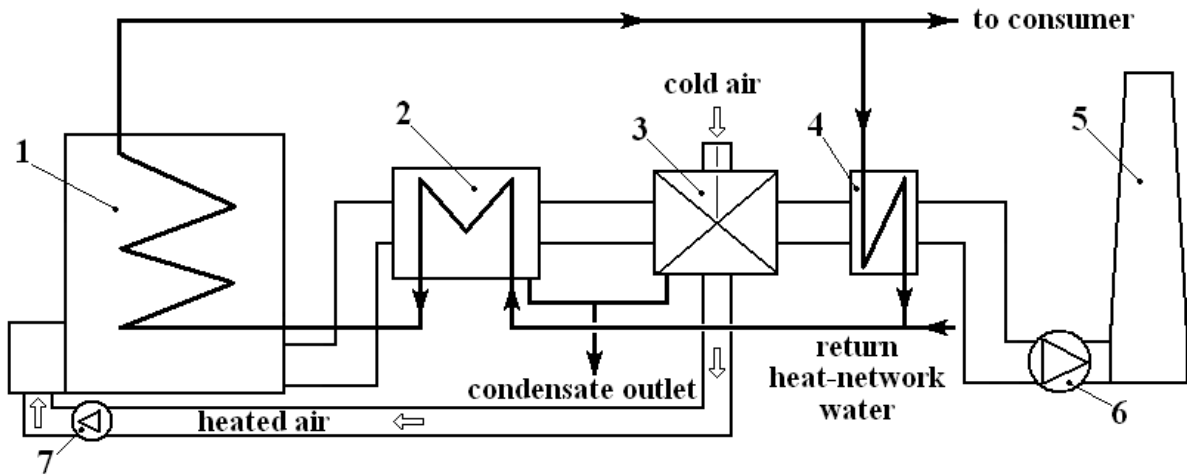 to consumer
cold air
1
2
3
4
5
return
heat-network
water
condensate outlet
heated air
6
7